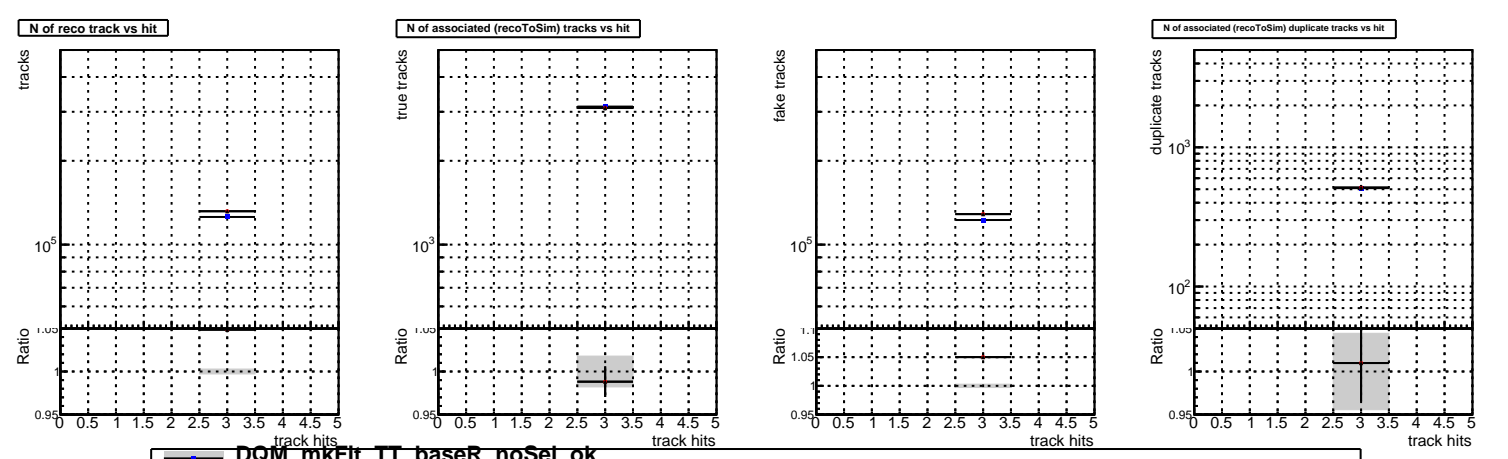 N of reco track vs hit
tracks
10^5
1.05
1
0.95
Ratio
0 0.5 1 1.5 2 2.5 3 3.5 4 4.5 5
track hits
N of associated (recoToSim) tracks vs hit
true tracks
10^3
1.05
1
0.95
Ratio
0 0.5 1 1.5 2 2.5 3 3.5 4 4.5 5
track hits
fake tracks
10^5
1.1
1.05
1
0.95
Ratio
0 0.5 1 1.5 2 2.5 3 3.5 4 4.5 5
track hits
N of associated (recoToSim) duplicate tracks vs hit
duplicate tracks
10^3
10^2
1.05
1
0.95
Ratio
0 0.5 1 1.5 2 2.5 3 3.5 4 4.5 5
track hits
DQM_mkFit_TT_baseR_noSel_ok